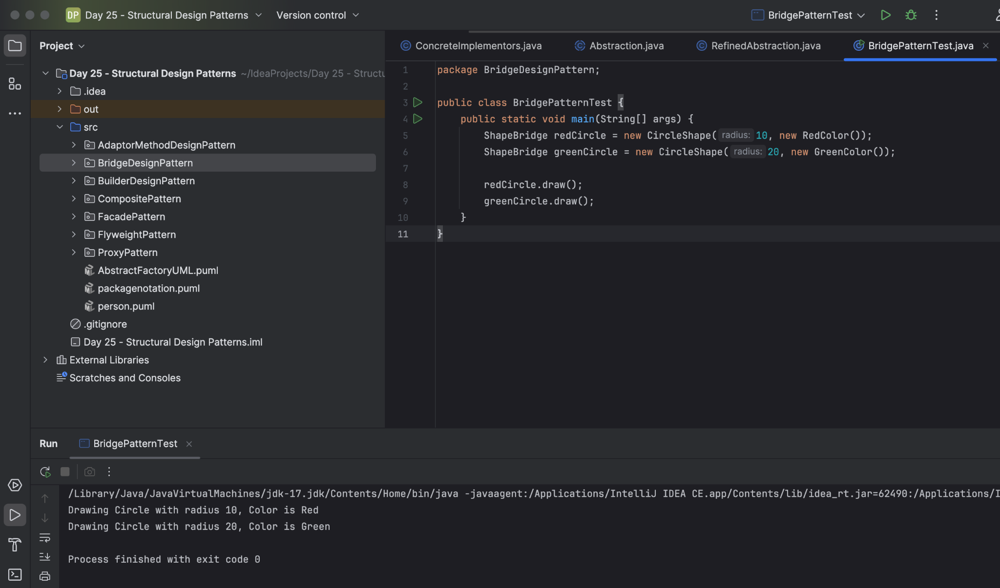 DP Day 25 - Structural Design Patterns Version control BridgePatternTest
Project
ConcreteImplementors.java Abstraction.java RefinedAbstraction.java BridgePatternTest.java
Day 25 - Structural Design Patterns ~/IdeaProjects/Day 25 - Structu
.idea
out
src
AdaptorMethodDesignPattern
BridgeDesignPattern
BuilderDesignPattern
CompositePattern
FacadePattern
FlyweightPattern
ProxyPattern
AbstractFactoryUML.puml
packagenotation.puml
person.puml
.gitignore
Day 25 - Structural Design Patterns.iml
External Libraries
Scratches and Consoles
1 package BridgeDesignPattern;
2
3 public class BridgePatternTest {
4 public static void main(String[] args) {
5 ShapeBridge redCircle = new CircleShape( radius: 10, new RedColor());
6 ShapeBridge greenCircle = new CircleShape( radius: 20, new GreenColor());
7
8 redCircle.draw();
9 greenCircle.draw();
10 }
11 }
Run BridgePatternTest
/Library/Java/JavaVirtualMachines/jdk-17.jdk/Contents/Home/bin/java -javaagent:/Applications/IntelliJ IDEA CE.app/Contents/lib/idea_rt.jar=62490:/Applications/I
Drawing Circle with radius 10, Color is Red
Drawing Circle with radius 20, Color is Green
Process finished with exit code 0